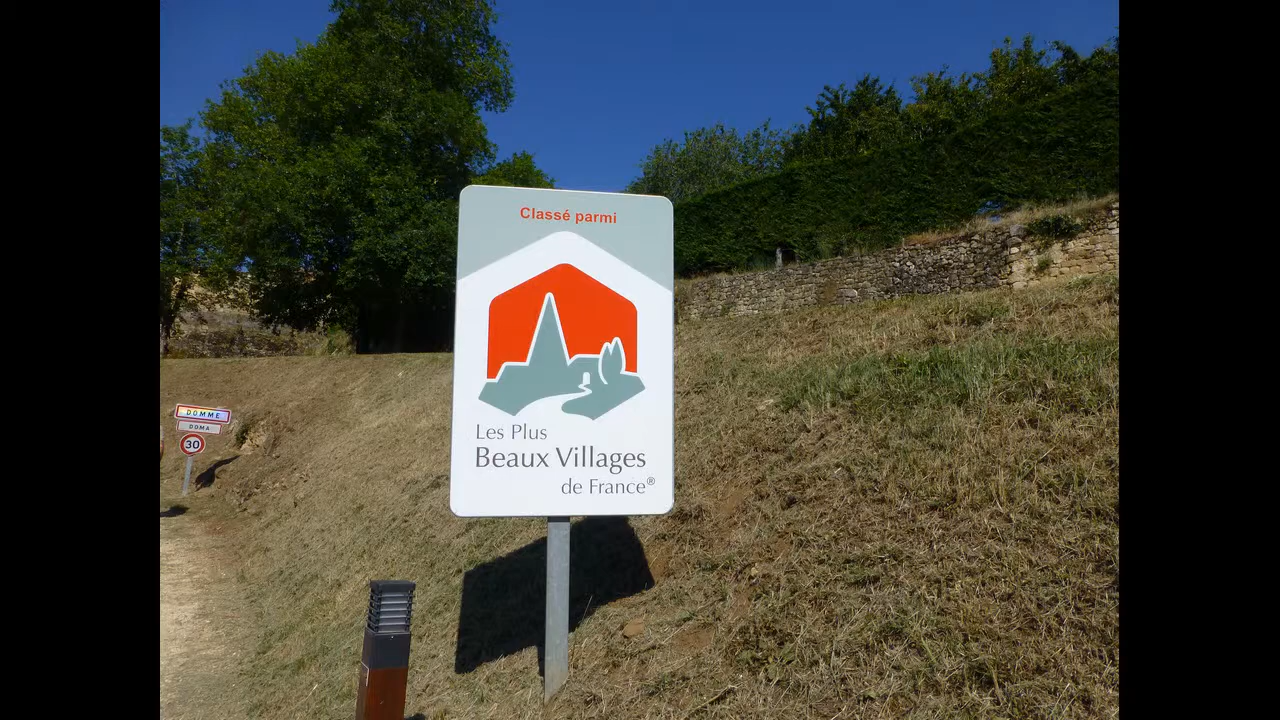 Classé parmi
Les Plus
Beaux Villages
de France®
DOMME
DOMA
30